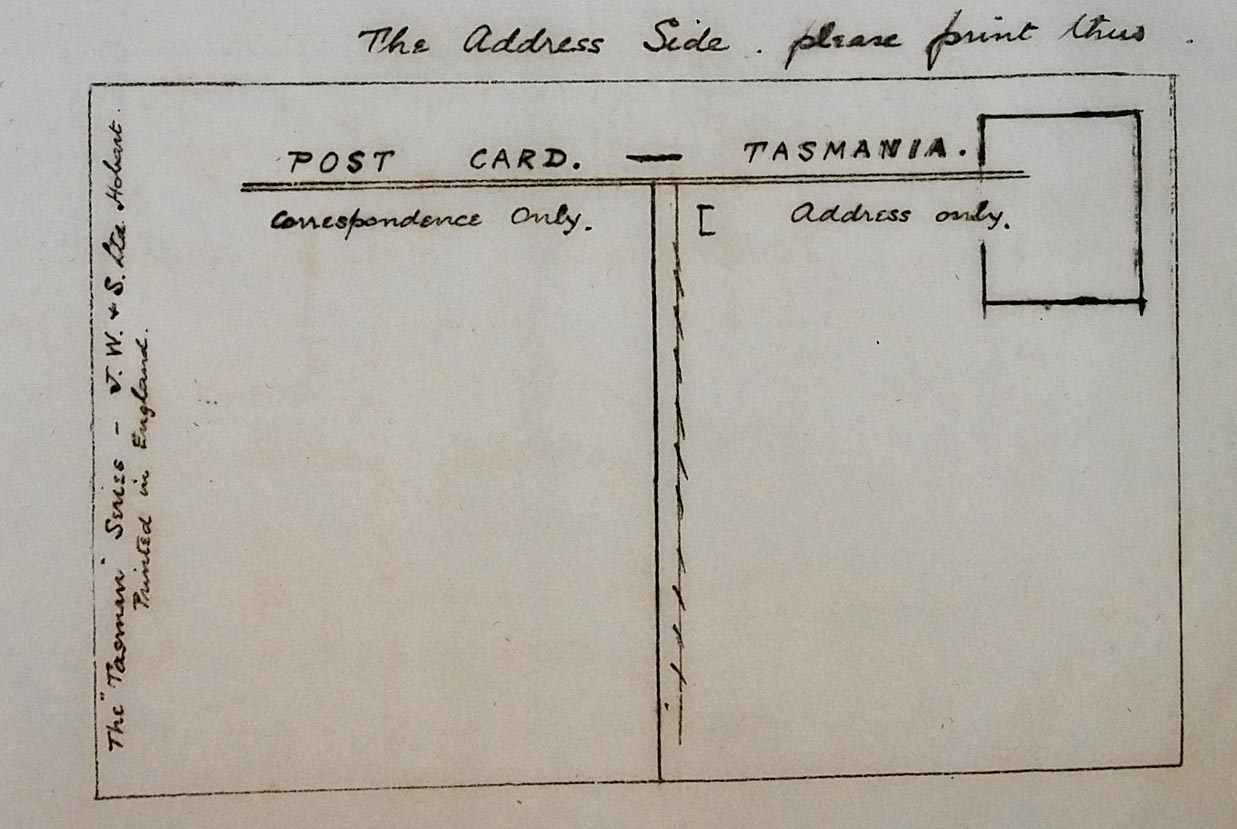 The Address Side. please print thus.
POST CARD. — TASMANIA.
Correspondence Only.
[ Address only.
The "Tasman" Series - J. W. & S. Ltd. Hobart.
Printed in England.